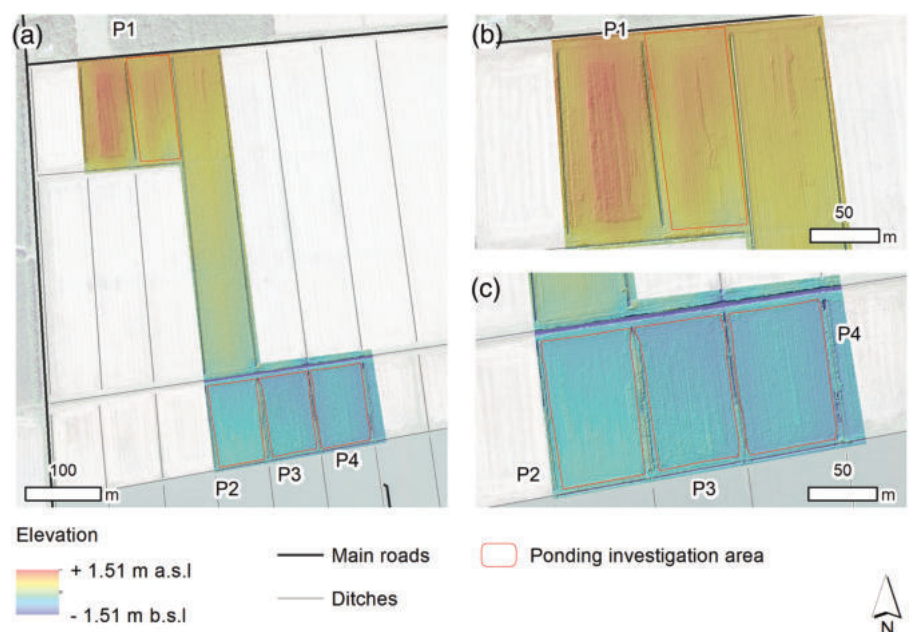 (a)
P1
100
m
P2
P3
P4
(b)
P1
50
m
(c)
P4
P2
P3
50
m
Elevation
+ 1.51 m a.s.l
- 1.51 m b.s.l
Main roads
Ditches
Ponding investigation area
N